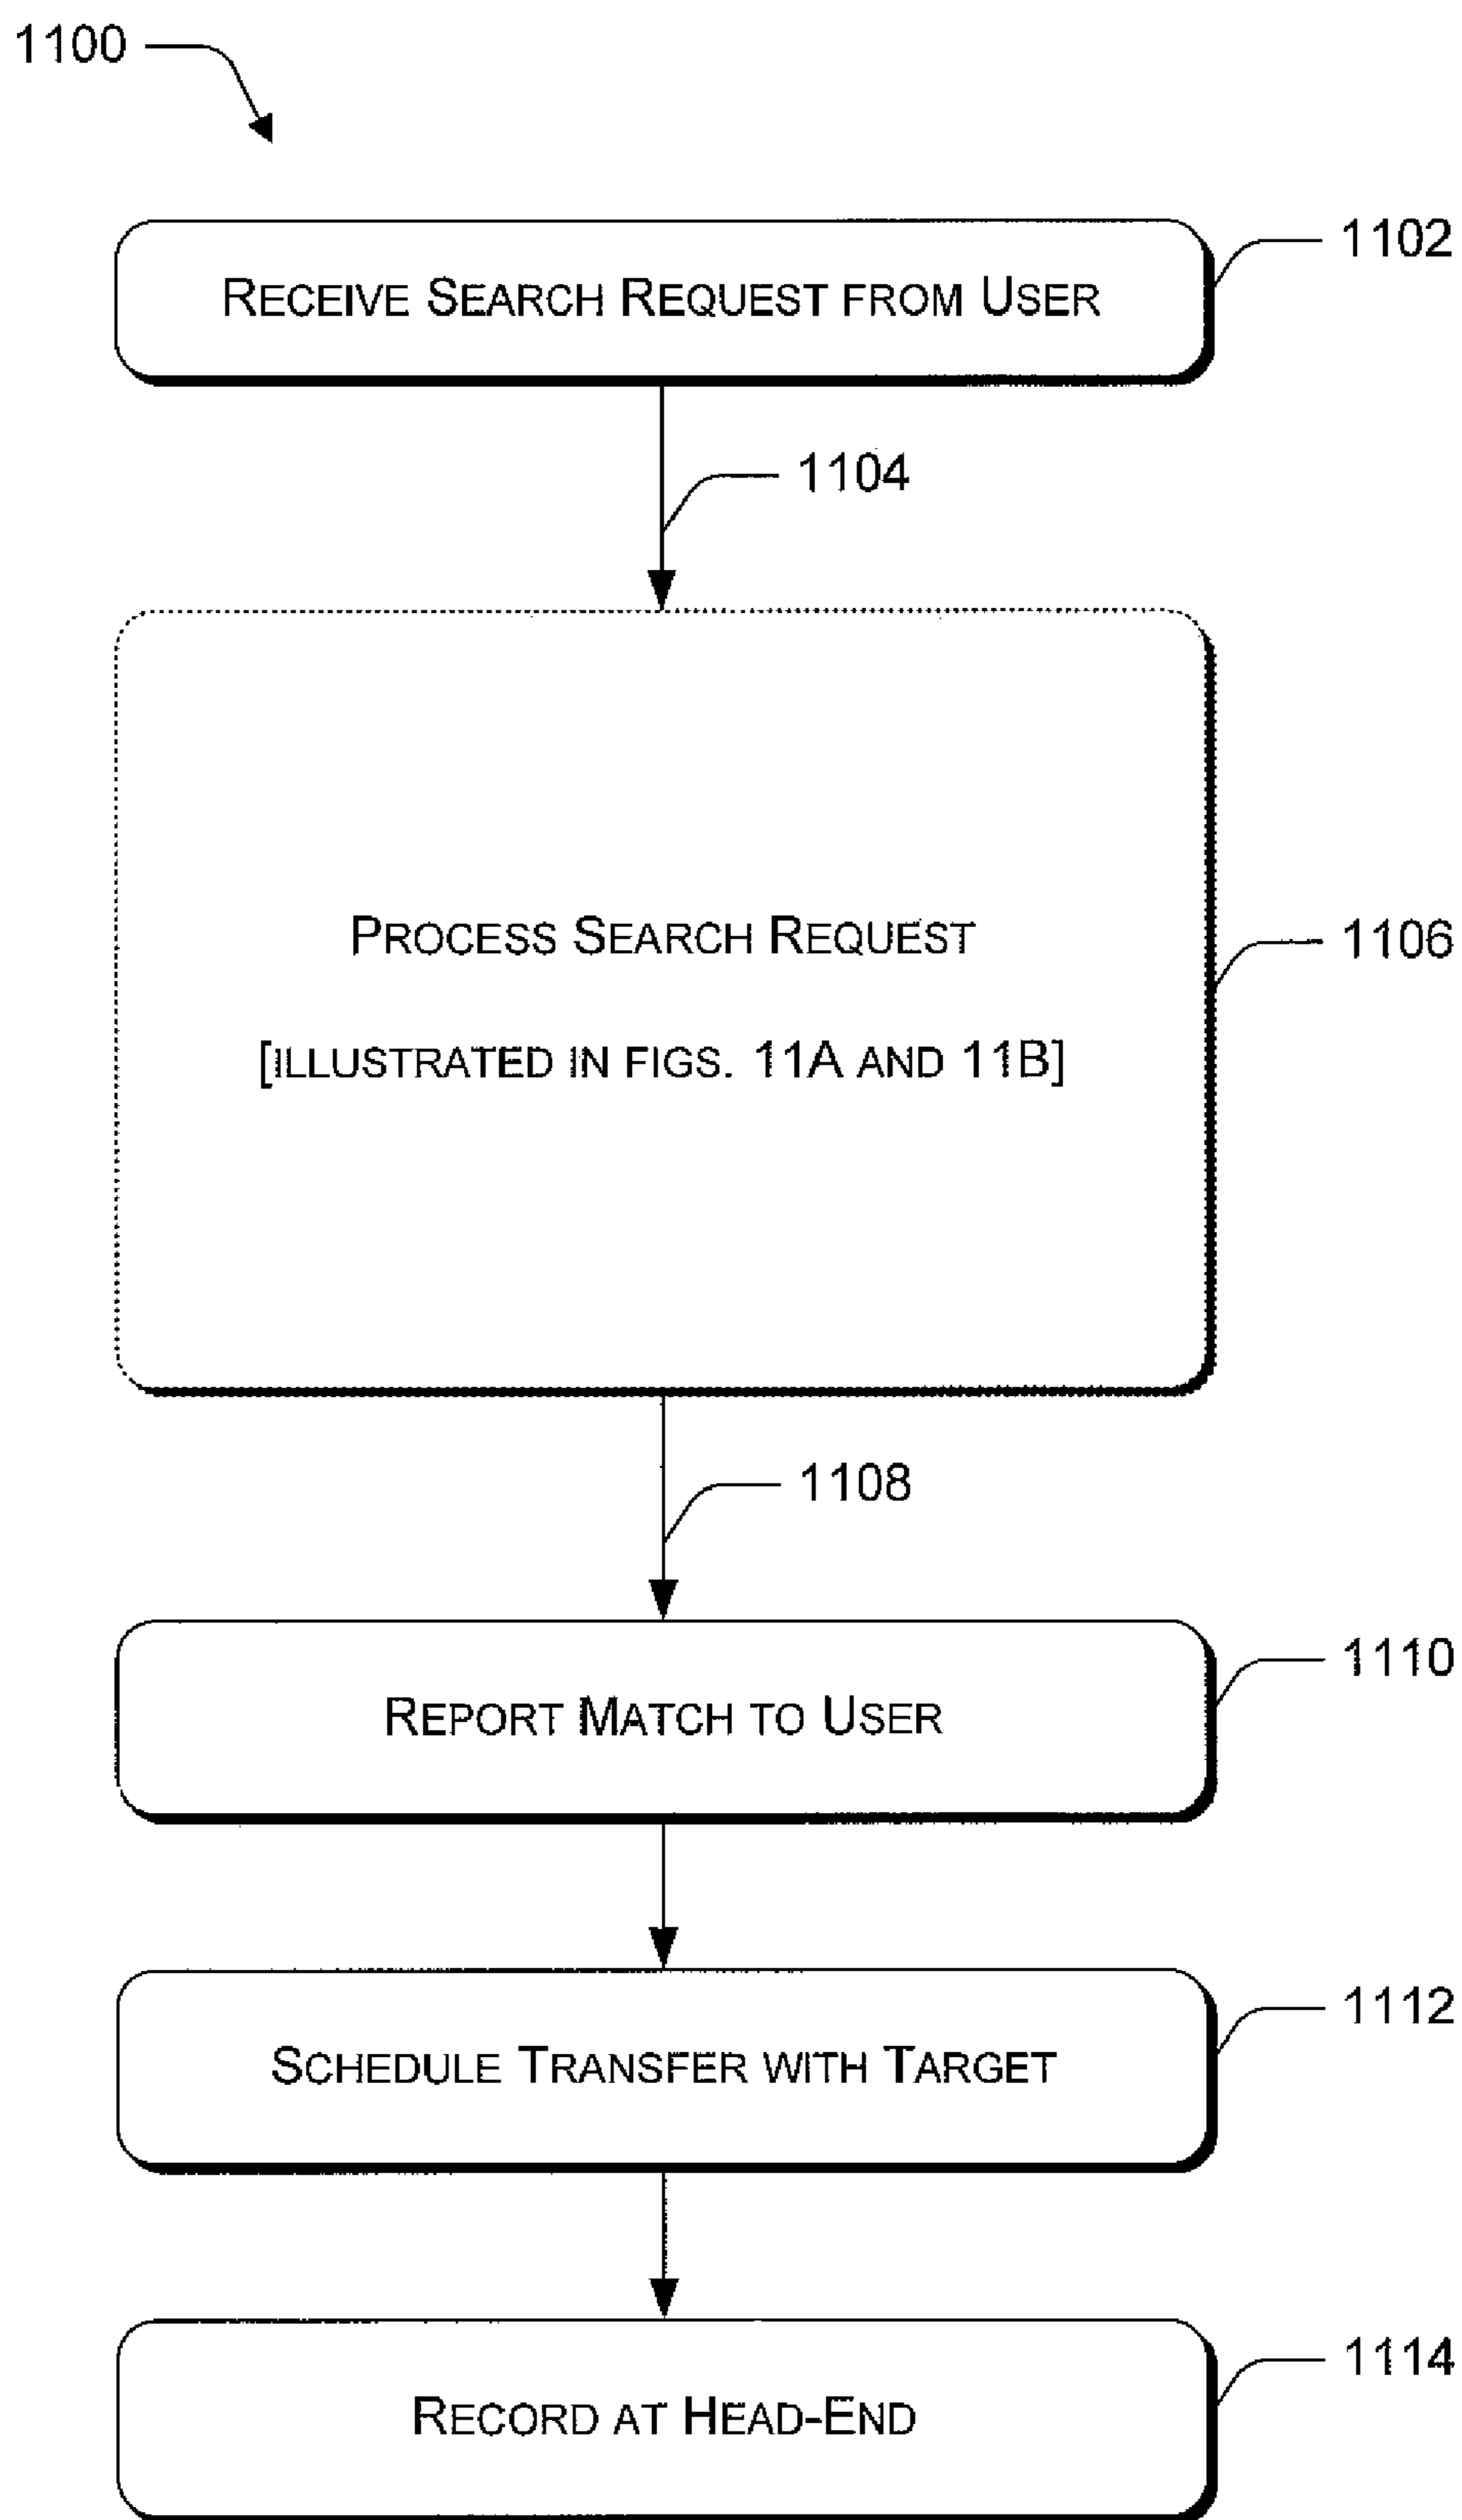 1100
RECEIVE SEARCH REQUEST FROM USER
1102
1104
PROCESS SEARCH REQUEST
1106
[ILLUSTRATED IN FIGS. 11A AND 11B]
1108
REPORT MATCH TO USER
1110
SCHEDULE TRANSFER WITH TARGET
1112
RECORD AT HEAD-END
1114